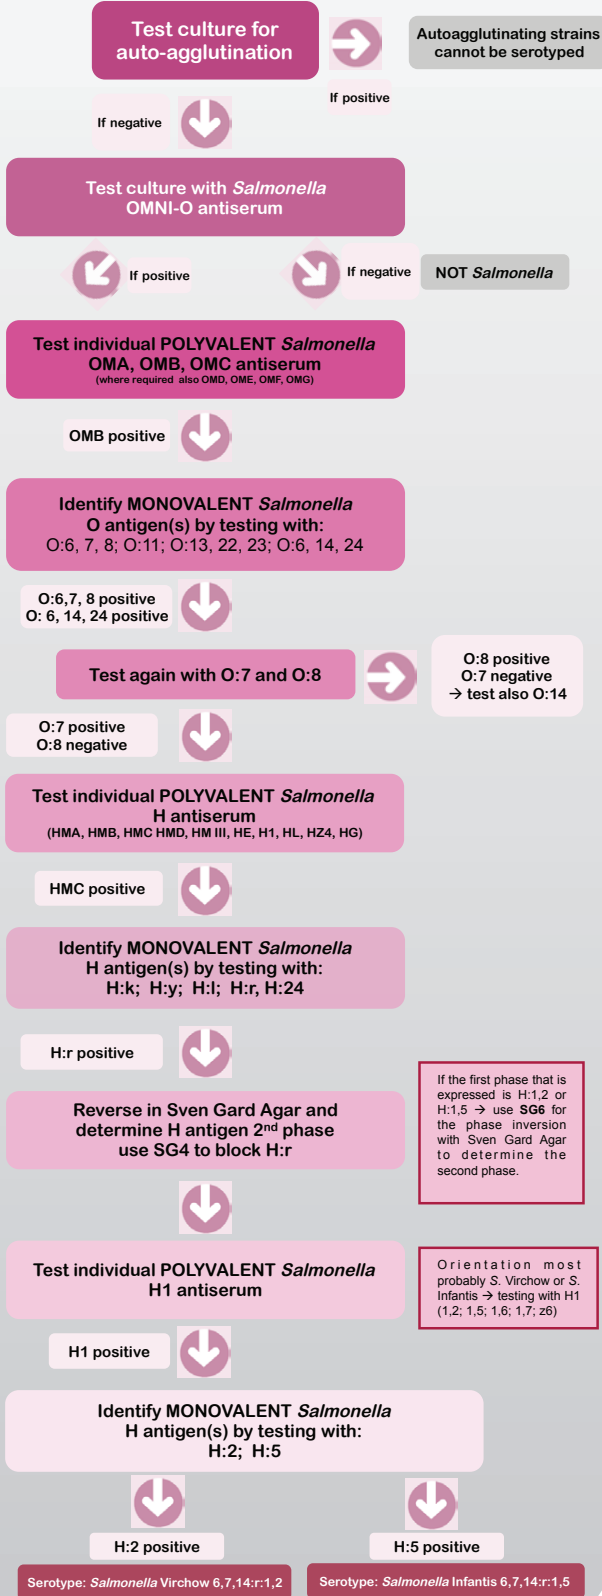 Test culture for
auto-agglutination
Autoagglutinating strains
cannot be serotyped
If positive
If negative
Test culture with Salmonella
OMNI-O antiserum
If positive
If negative
NOT Salmonella
Test individual POLYVALENT Salmonella
OMA, OMB, OMC antiserum
(where required also OMD, OME, OMF, OMG)
OMB positive
Identify MONOVALENT Salmonella
O antigen(s) by testing with:
O:6, 7, 8; O:11; O:13, 22, 23; O:6, 14, 24
O:6,7, 8 positive
O: 6, 14, 24 positive
Test again with O:7 and O:8
O:8 positive
O:7 negative
→ test also O:14
O:7 positive
O:8 negative
Test individual POLYVALENT Salmonella
H antiserum
(HMA, HMB, HMC HMD, HM III, HE, H1, HL, HZ4, HG)
HMC positive
Identify MONOVALENT Salmonella
H antigen(s) by testing with:
H:k; H:y; H:l; H:r, H:24
H:r positive
Reverse in Sven Gard Agar and
determine H antigen 2nd phase
use SG4 to block H:r
If the first phase that is
expressed is H:1,2 or
H:1,5 → use SG6 for
the phase inversion
with Sven Gard Agar
to determine the
second phase.
Test individual POLYVALENT Salmonella
H1 antiserum
Orientation most
probably S. Virchow or S.
Infantis → testing with H1
(1,2; 1,5; 1,6; 1,7; z6)
H1 positive
Identify MONOVALENT Salmonella
H antigen(s) by testing with:
H:2; H:5
H:2 positive
H:5 positive
Serotype: Salmonella Virchow 6,7,14:r:1,2
Serotype: Salmonella Infantis 6,7,14:r:1,5